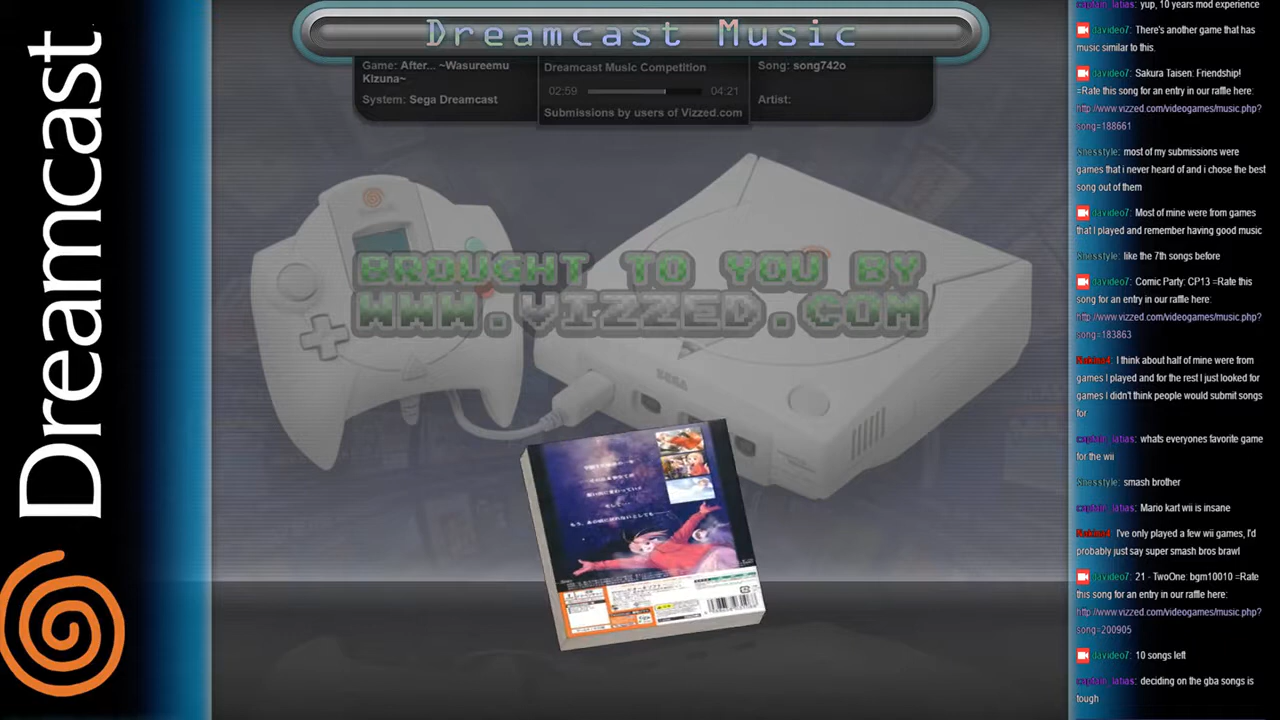 Dreamcast
Dreamcast Music
Game: After... ~Wasureemu
Kizuna~
System: Sega Dreamcast
Dreamcast Music Competition
02:59 04:21
Submissions by users of Vizzed.com
Song: song742o
Artist:
BROUGHT TO YOU BY
WWW.VIZZED.COM
SEGA
captain_latias: yup, 10 years mod experience
davideo7: There's another game that has
music similar to this.
davideo7: Sakura Taisen: Friendship!
=Rate this song for an entry in our raffle here:
http://www.vizzed.com/videogames/music.php?
song=188661
Snesstyle: most of my submissions were
games that i never heard of and i chose the best
song out of them
davideo7: Most of mine were from games
that I played and remember having good music
Snesstyle: like the 7th songs before
davideo7: Comic Party: CP13 =Rate this
song for an entry in our raffle here:
http://www.vizzed.com/videogames/music.php?
song=183863
I think about half of mine were from
games I played and for the rest I just looked for
games I didn't think people would submit songs
for
captain_latias: whats everyones favorite game
for the wii
Snesstyle: smash brother
captain_latias: Mario kart wii is insane
I've only played a few wii games, I'd
probably just say super smash bros brawl
davideo7: 21 - TwoOne: bgm10010 =Rate
this song for an entry in our raffle here:
http://www.vizzed.com/videogames/music.php?
song=200905
davideo7: 10 songs left
captain_latias: deciding on the gba songs is
tough